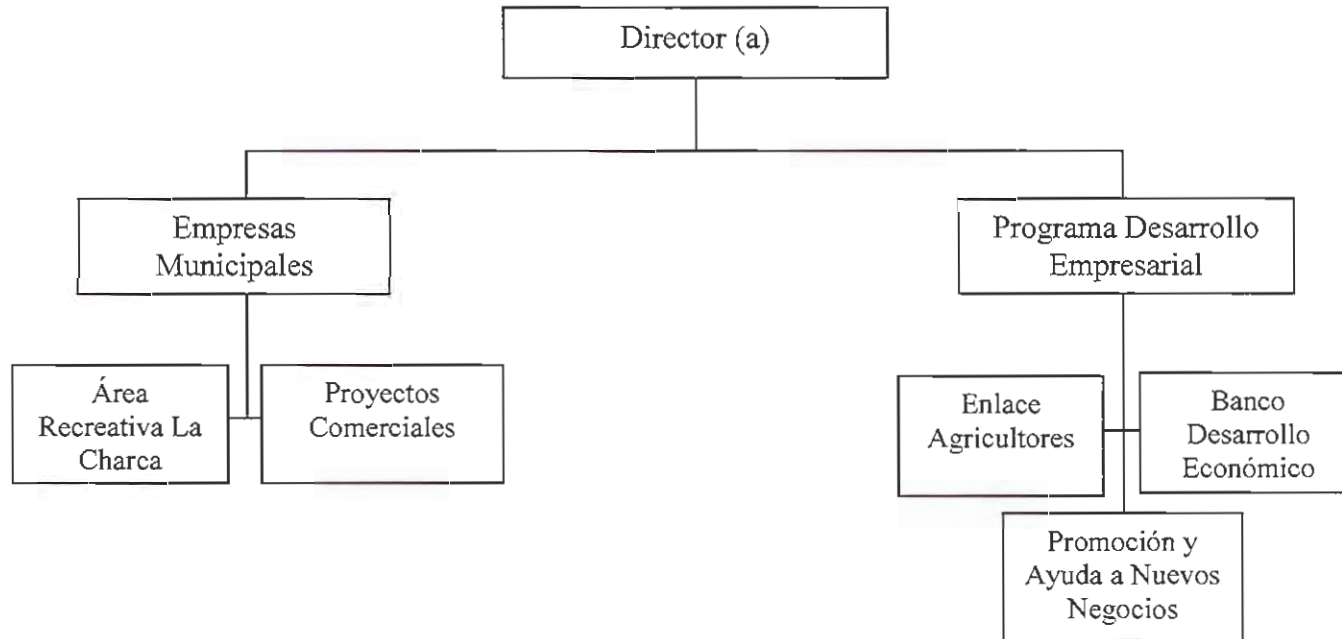 Director (a)
Empresas
Municipales
Programa Desarrollo
Empresarial
Área
Recreativa La
Charca
Proyectos
Comerciales
Enlace
Agricultores
Banco
Desarrollo
Económico
Promoción y
Ayuda a Nuevos
Negocios